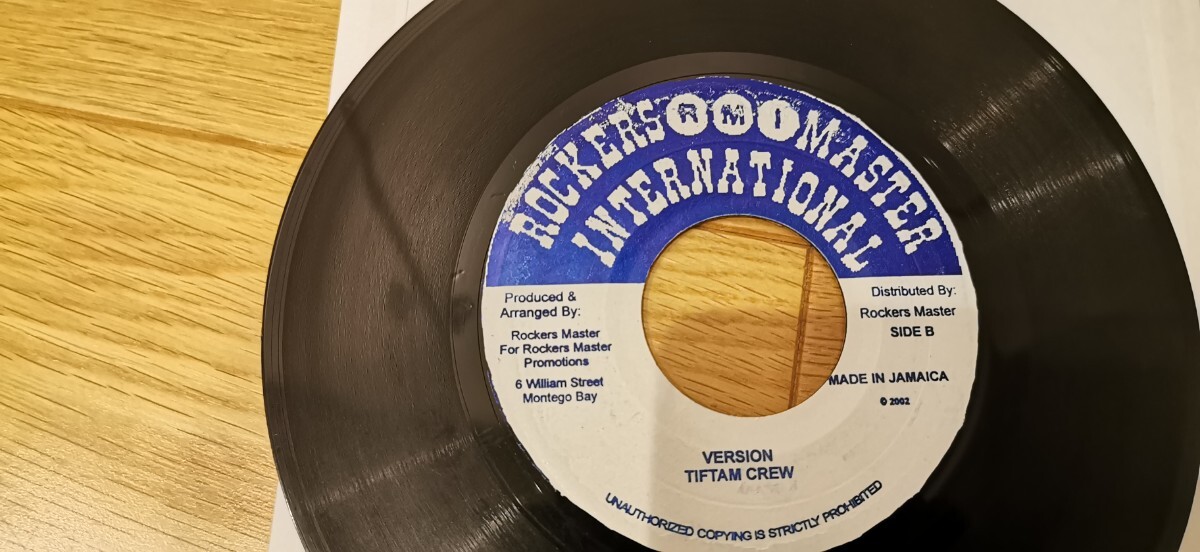 ROCKERS RMI MASTER
INTERNATIONAL
Produced &
Arranged By:
Rockers Master
For Rockers Master
Promotions
6 William Street
Montego Bay
Distributed By:
Rockers Master
SIDE B
MADE IN JAMAICA
© 2002
VERSION
TIFTAM CREW
UNAUTHORIZED COPYING IS STRICTLY PROHIBITED